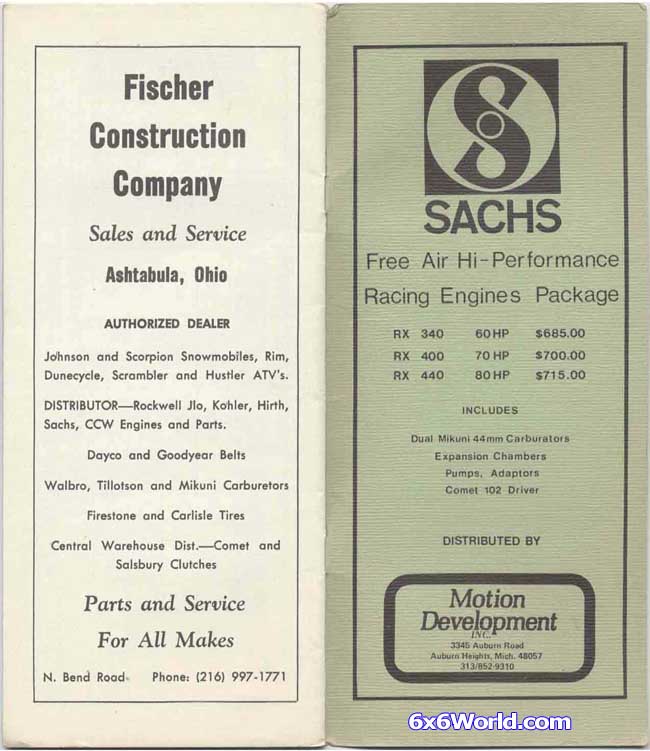 Fischer
Construction
Company
Sales and Service
Ashtabula, Ohio
AUTHORIZED DEALER
Johnson and Scorpion Snowmobiles, Rim,
Dunecycle, Scrambler and Hustler ATV's.
DISTRIBUTOR—Rockwell Jlo, Kohler, Hirth,
Sachs, CCW Engines and Parts.
Dayco and Goodyear Belts
Walbro, Tillotson and Mikuni Carburetors
Firestone and Carlisle Tires
Central Warehouse Dist.—Comet and
Salsbury Clutches
Parts and Service
For All Makes
N. Bend Road Phone: (216) 997-1771
S
SACHS
Free Air Hi-Performance
Racing Engines Package
RX 340 60 HP $685.00
RX 400 70 HP $700.00
RX 440 80 HP $715.00
INCLUDES
Dual Mikuni 44mm Carburators
Expansion Chambers
Pumps, Adaptors
Comet 102 Driver
DISTRIBUTED BY
Motion
Development
INC.
3345 Auburn Road
Auburn Heights, Mich. 48057
313/852-9310
6x6World.com